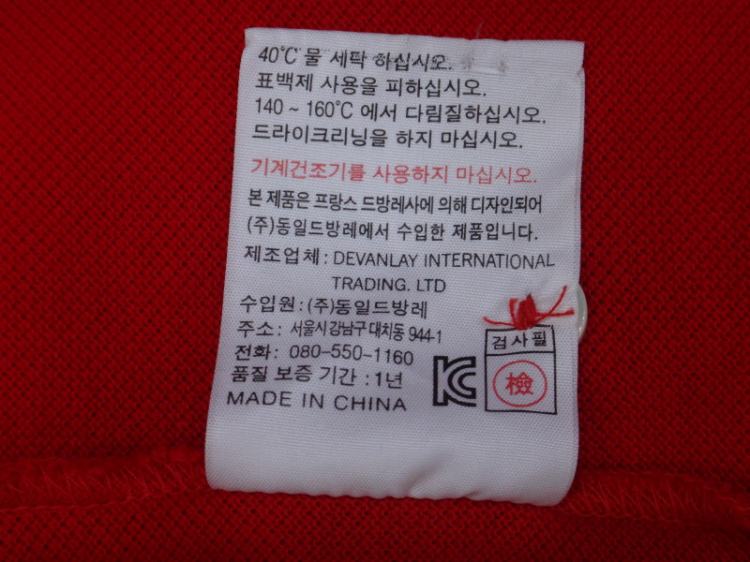 40℃ 물 세탁 하십시오.
표백제 사용을 피하십시오.
140 ~ 160℃ 에서 다림질하십시오.
드라이크리닝을 하지 마십시오.
기계건조기를 사용하지 마십시오.
본 제품은 프랑스 드방레사에 의해 디자인되어
(주)동일드방레에서 수입한 제품입니다.
제조업체: DEVANLAY INTERNATIONAL
TRADING. LTD
수입원:(주)동일드방레
주소: 서울시강남구대치동 944-1
전화: 080-550-1160
품질 보증 기간 :1년
MADE IN CHINA
KC
검사필
檢